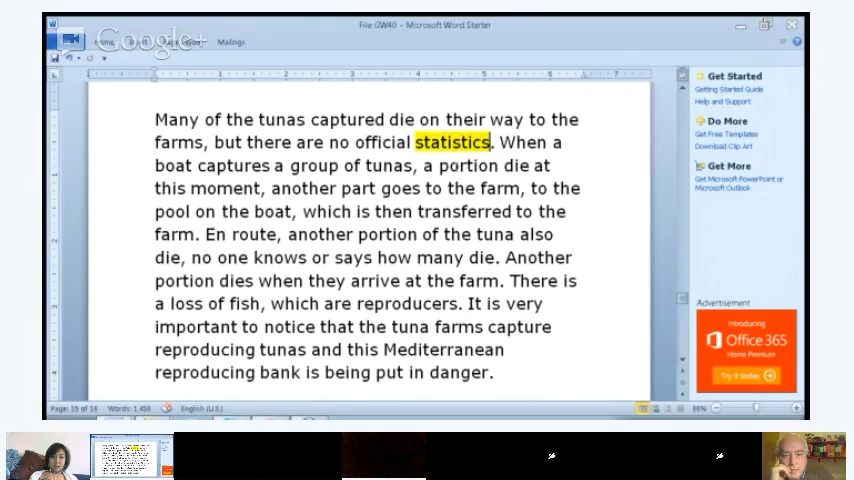 File GW40 – Microsoft Word Starter
Google+
Mailings
Many of the tunas captured die on their way to the
farms, but there are no official statistics. When a
boat captures a group of tunas, a portion die at
this moment, another part goes to the farm, to the
pool on the boat, which is then transferred to the
farm. En route, another portion of the tuna also
die, no one knows or says how many die. Another
portion dies when they arrive at the farm. There is
a loss of fish, which are reproducers. It is very
important to notice that the tuna farms capture
reproducing tunas and this Mediterranean
reproducing bank is being put in danger.
Get Started
Getting Started Guide
Help and Support
Do More
Get Free Templates
Download Clip Art
Get More
Get Microsoft PowerPoint or
Microsoft Outlook
Advertisement
Introducing
Office 365
Home Premium
Try it today
Page: 15 of 18 Words: 1,458 English (U.S.) 99%